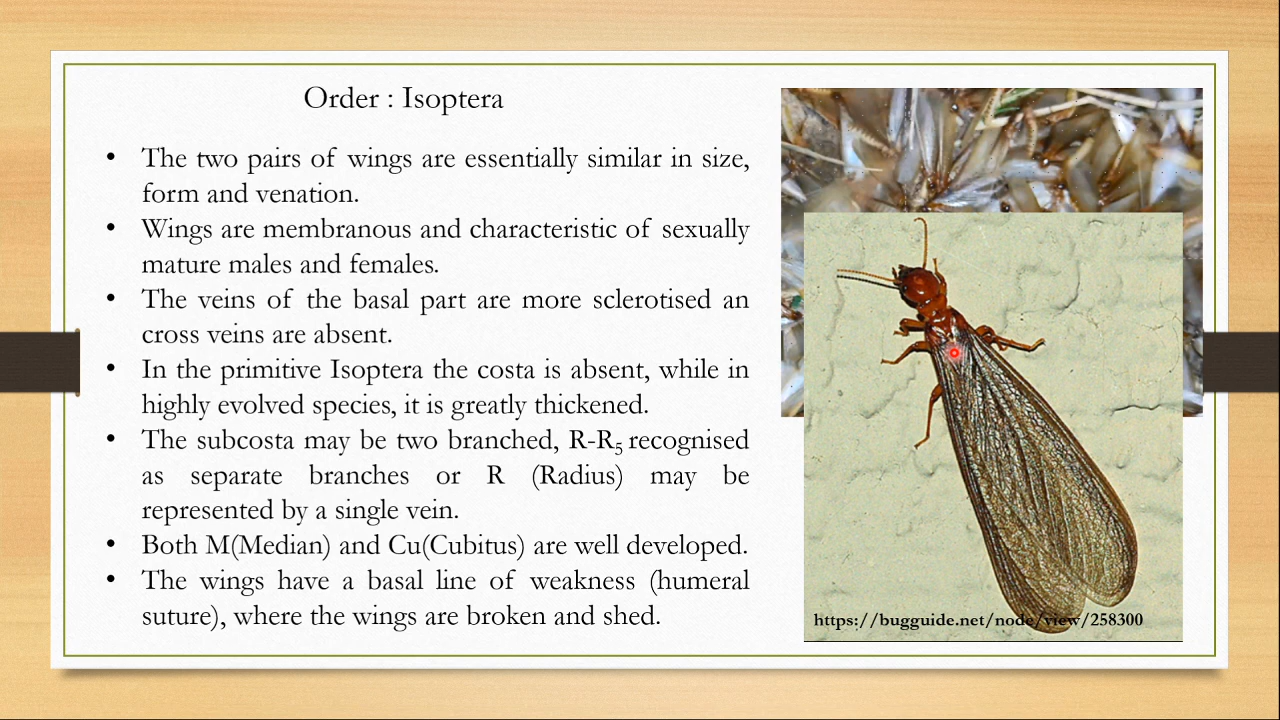 Order : Isoptera
• The two pairs of wings are essentially similar in size,
form and venation.
• Wings are membranous and characteristic of sexually
mature males and females.
• The veins of the basal part are more sclerotised an
cross veins are absent.
• In the primitive Isoptera the costa is absent, while in
highly evolved species, it is greatly thickened.
• The subcosta may be two branched, R-R₅ recognised
as separate branches or R (Radius) may be
represented by a single vein.
• Both M(Median) and Cu(Cubitus) are well developed.
• The wings have a basal line of weakness (humeral
suture), where the wings are broken and shed.
https://bugguide.net/node/view/258300